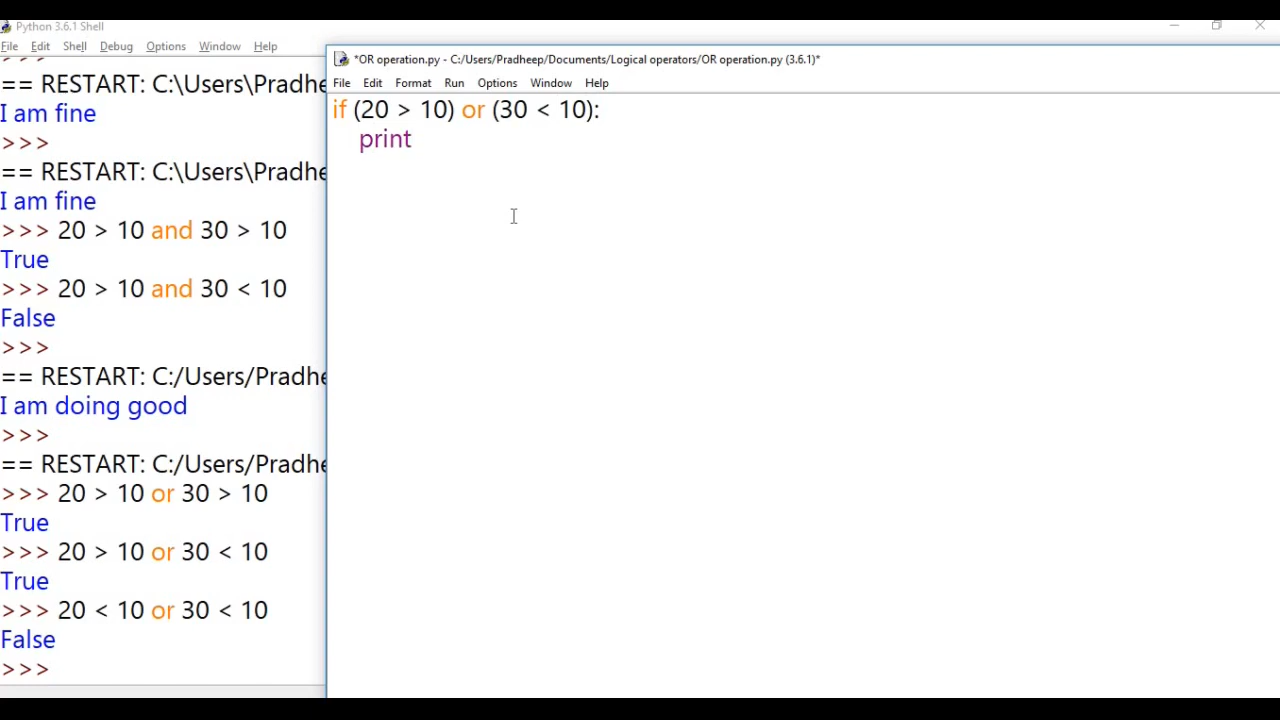 Python 3.6.1 Shell
File Edit Shell Debug Options Window Help
>>>
== RESTART: C:\Users\Pradhe
I am fine
>>>
== RESTART: C:\Users\Pradhe
I am fine
>>> 20 > 10 and 30 > 10
True
>>> 20 > 10 and 30 < 10
False
>>>
== RESTART: C:/Users/Pradhe
I am doing good
>>>
== RESTART: C:/Users/Pradhe
>>> 20 > 10 or 30 > 10
True
>>> 20 > 10 or 30 < 10
True
>>> 20 < 10 or 30 < 10
False
>>>
*OR operation.py - C:/Users/Pradheep/Documents/Logical operators/OR operation.py (3.6.1)*
File Edit Format Run Options Window Help
if (20 > 10) or (30 < 10):
    print